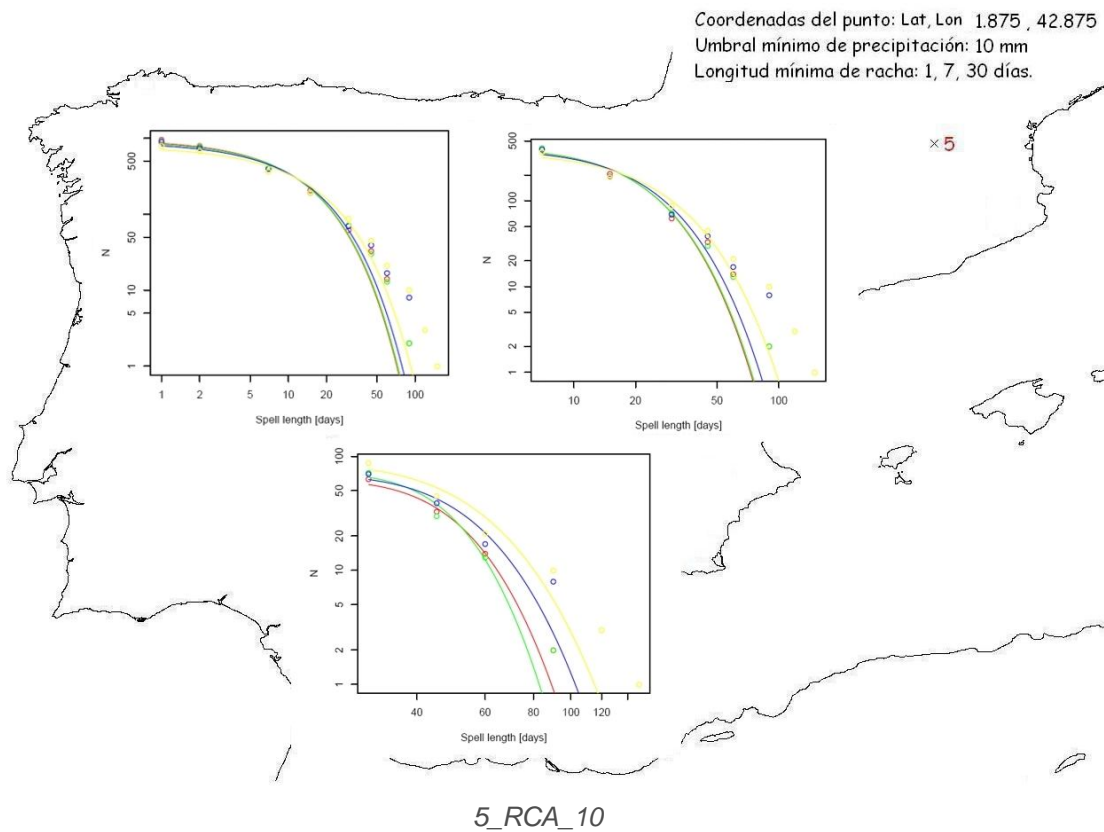 Coordenadas del punto: Lat, Lon 1.875 , 42.875
Umbral mínimo de precipitación: 10 mm
Longitud mínima de racha: 1, 7, 30 días.
5
500
50
10
5
1
N
1 2 5 10 20 50 100
Spell length [days]
500
100
50
20
10
5
2
1
N
10 20 50 100
Spell length [days]
100
50
20
10
5
2
1
N
40 60 80 100 120
Spell length [days]
5_RCA_10